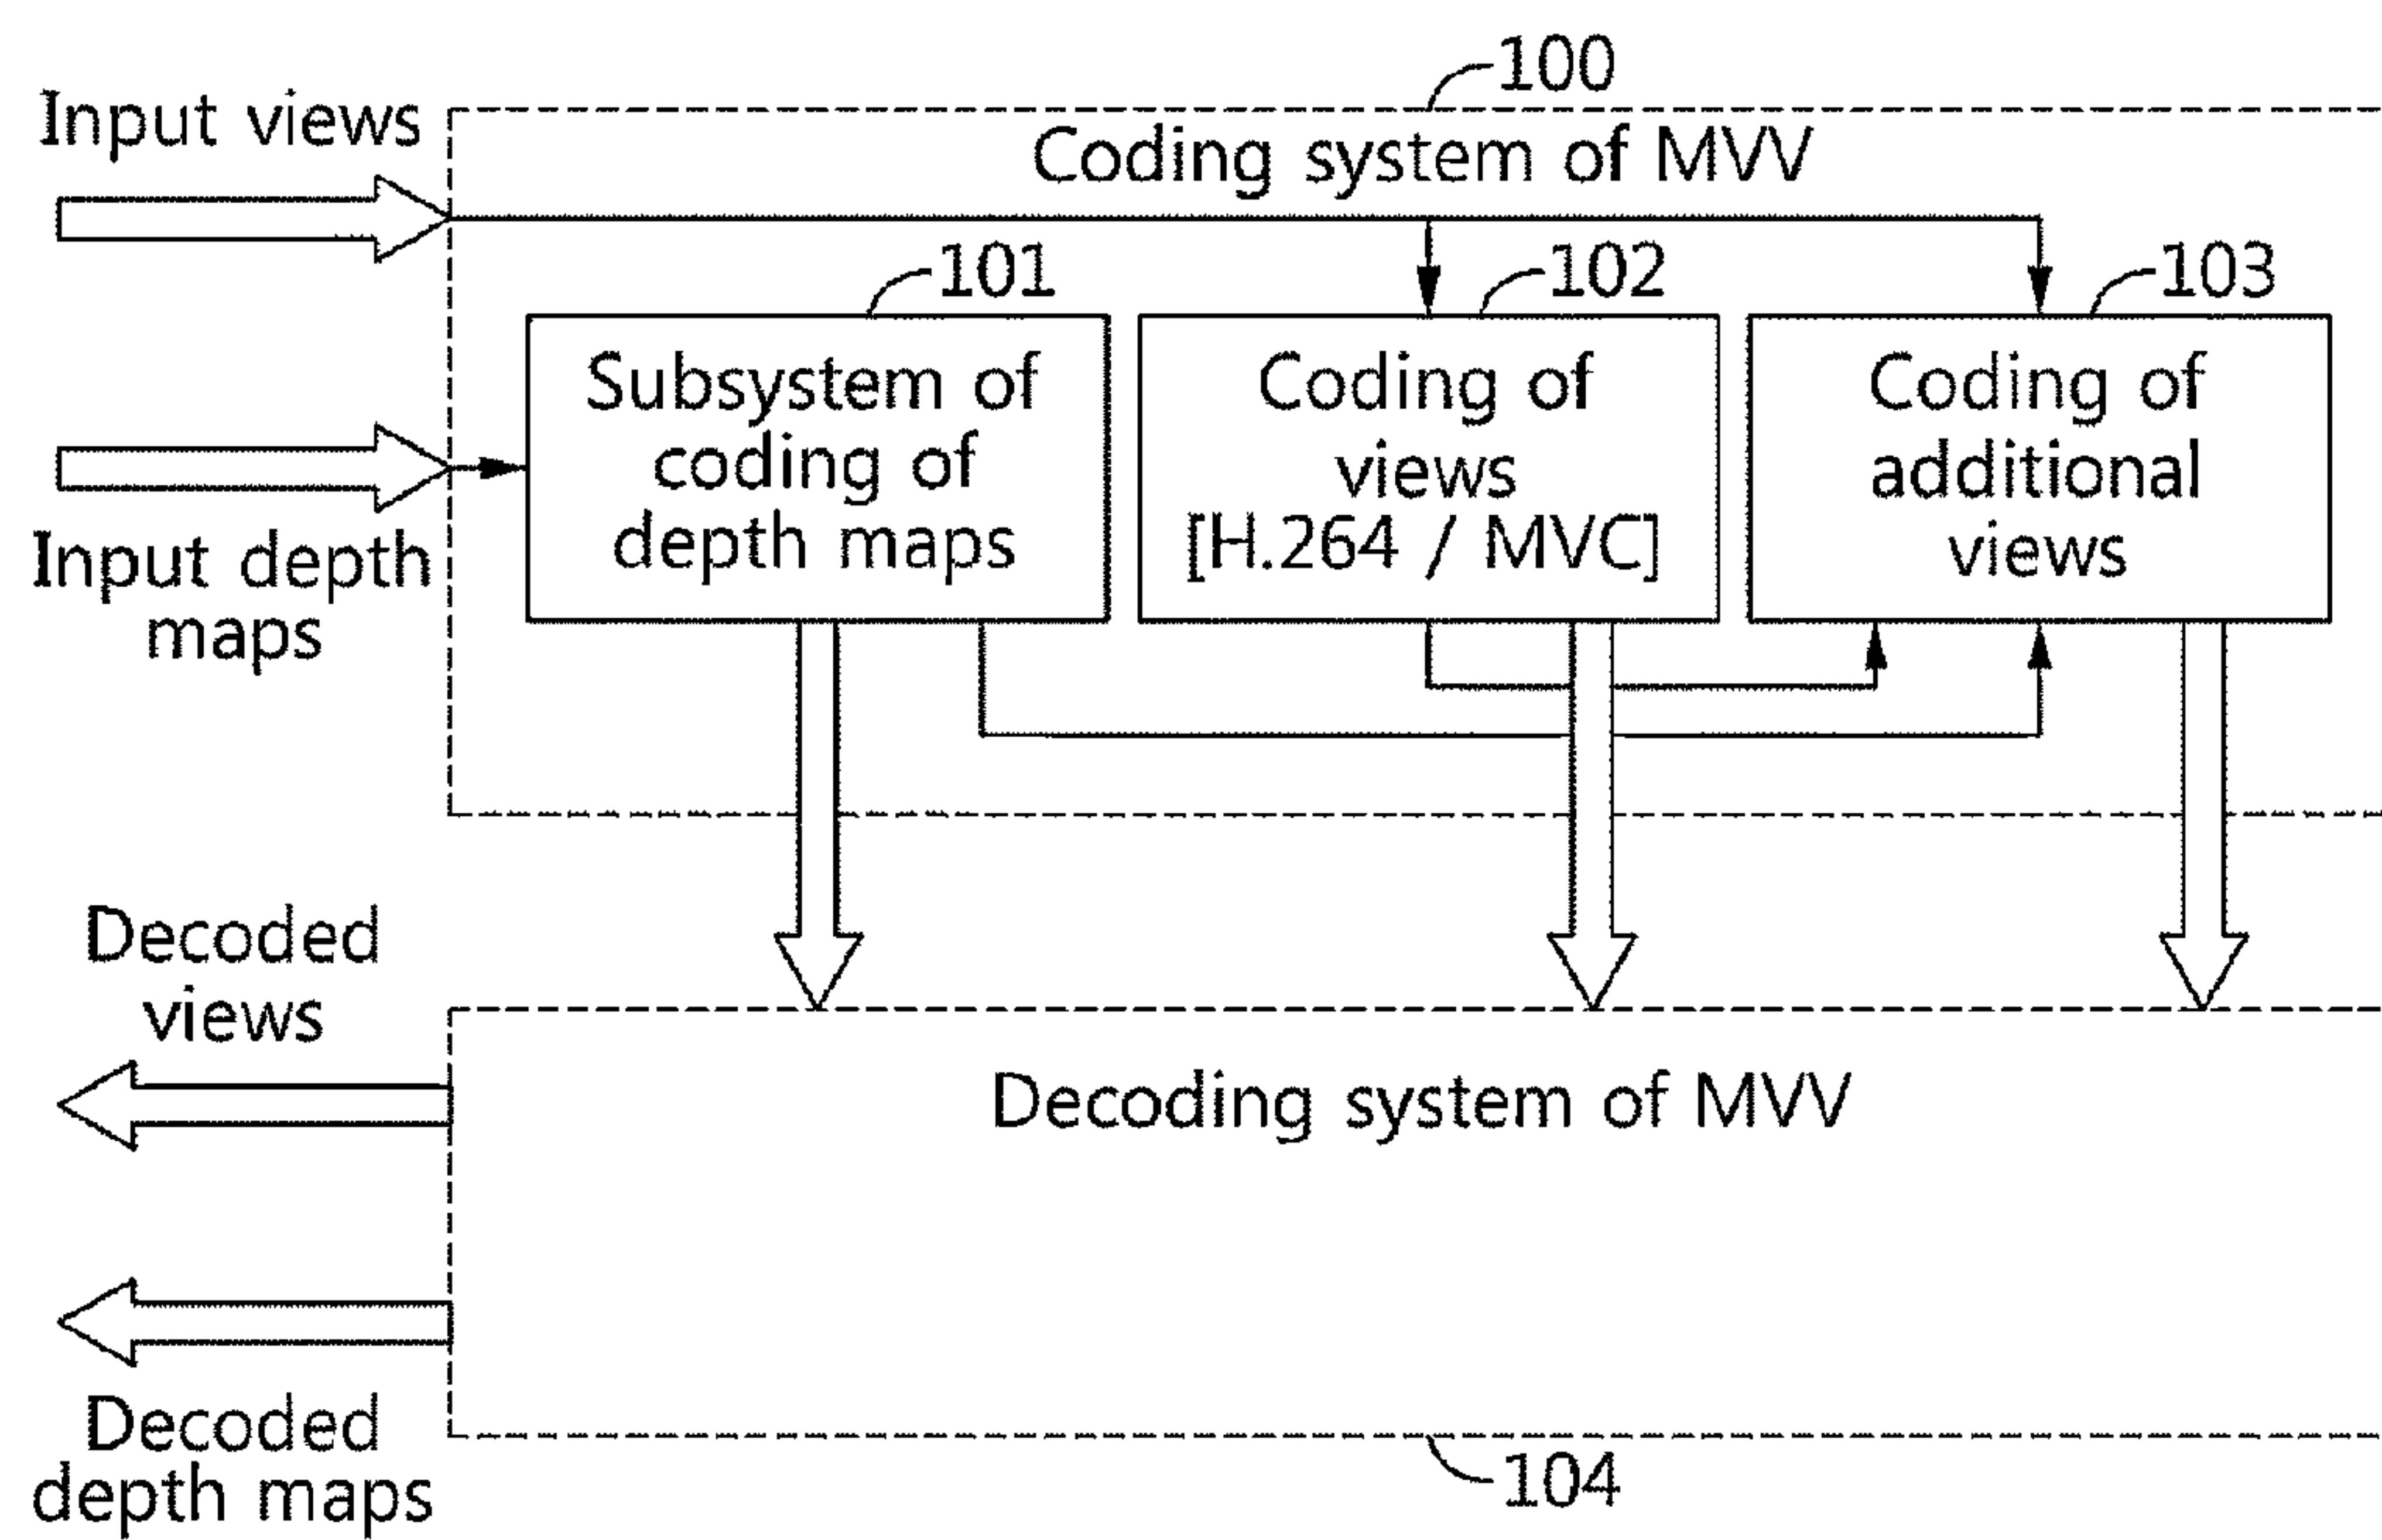 100
Input views
Coding system of MVV
101
102
103
Subsystem of
coding of
depth maps
Coding of
views
[H.264 / MVC]
Coding of
additional
views
Input depth
maps
Decoded
views
Decoding system of MVV
Decoded
depth maps
104